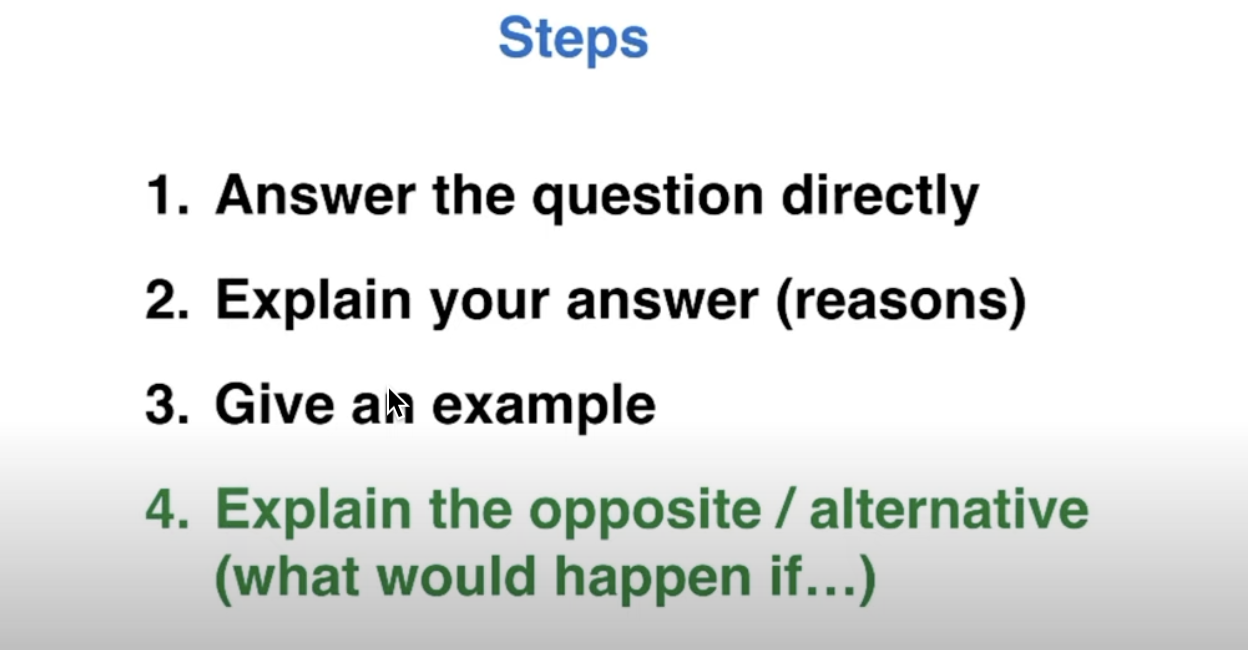 Steps
1. Answer the question directly
2. Explain your answer (reasons)
3. Give an example
4. Explain the opposite / alternative
(what would happen if...)